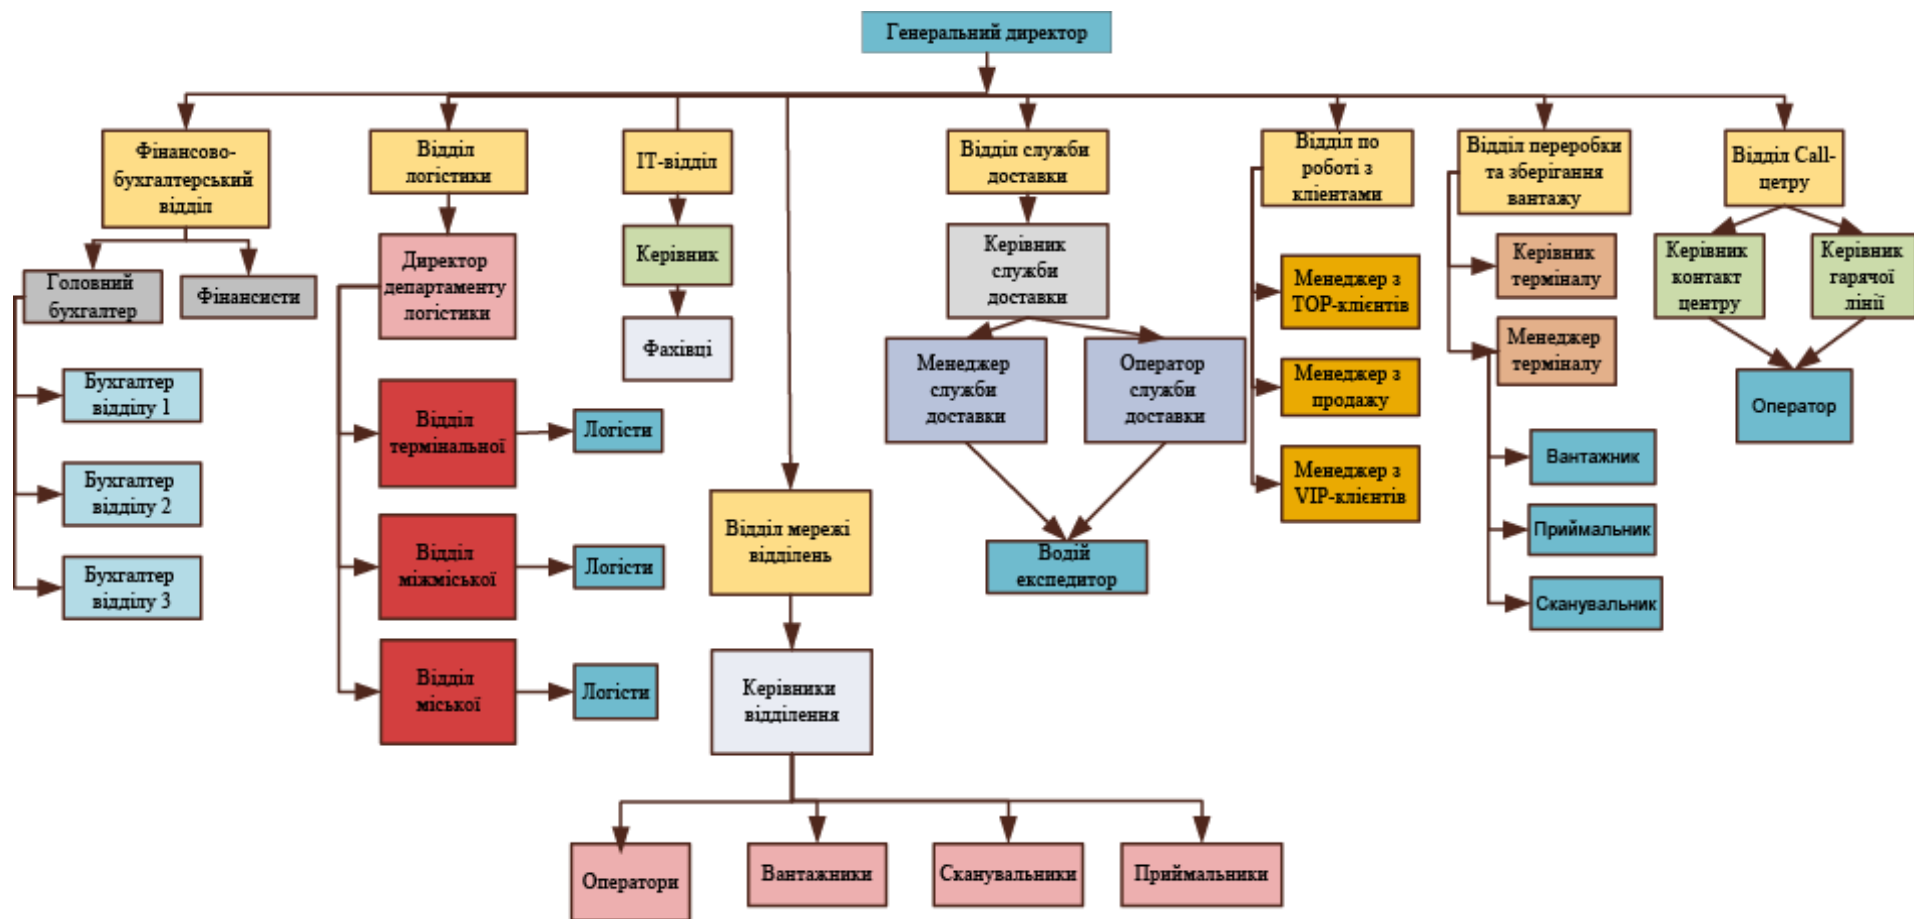 Генеральний директор
Фінансово-
бухгалтерський
відділ
Відділ
логістики
ІТ-відділ
Відділ служби
доставки
Відділ по
роботі з
клієнтами
Відділ переробки
та зберігання
вантажу
Відділ Call-
цетру
Головний
бухгалтер
Фінансисти
Директор
департаменту
логістики
Керівник
Фахівці
Керівник
служби
доставки
Менеджер з
TOP-клієнтів
Керівник
терміналу
Менеджер
терміналу
Керівник
контакт
центру
Керівник
гарячої
лінії
Бухгалтер
відділу 1
Бухгалтер
відділу 2
Бухгалтер
відділу 3
Відділ
термінальної
Логісти
Відділ
міжміської
Логісти
Відділ
міської
Логісти
Менеджер
служби
доставки
Оператор
служби
доставки
Менеджер з
продажу
Менеджер з
VIP-клієнтів
Оператор
Вантажник
Приймальник
Сканувальник
Відділ мережі
відділень
Водій
експедитор
Керівники
відділення
Оператори
Вантажники
Сканувальники
Приймальники